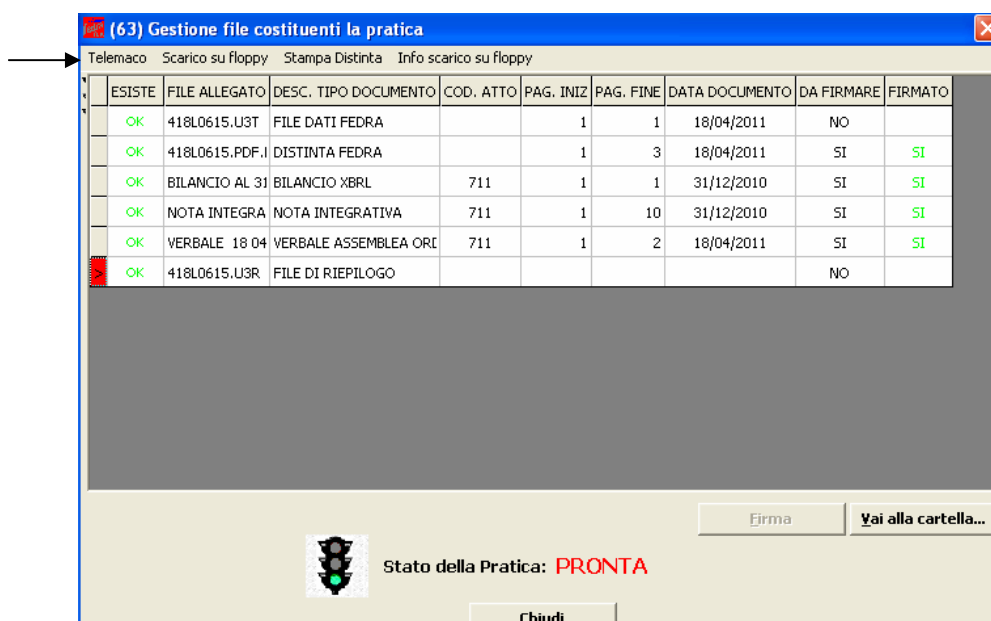 (63) Gestione file costituenti la pratica
Telemaco Scarico su floppy Stampa Distinta Info scarico su floppy
ESISTE FILE ALLEGATO DESC. TIPO DOCUMENTO COD. ATTO PAG. INIZ PAG. FINE DATA DOCUMENTO DA FIRMARE FIRMATO
OK 418L0615.U3T FILE DATI FEDRA 1 1 18/04/2011 NO
OK 418L0615.PDF. DISTINTA FEDRA 1 3 18/04/2011 SI SI
OK BILANCIO AL 31 BILANCIO XBRL 711 1 1 31/12/2010 SI SI
OK NOTA INTEGRA NOTA INTEGRATIVA 711 1 10 31/12/2010 SI SI
OK VERBALE 18 04 VERBALE ASSEMBLEA ORD 711 1 2 18/04/2011 SI SI
> OK 418L0615.U3R FILE DI RIEPILOGO NO
Firma Vai alla cartella...
Stato della Pratica: PRONTA
Chiudi